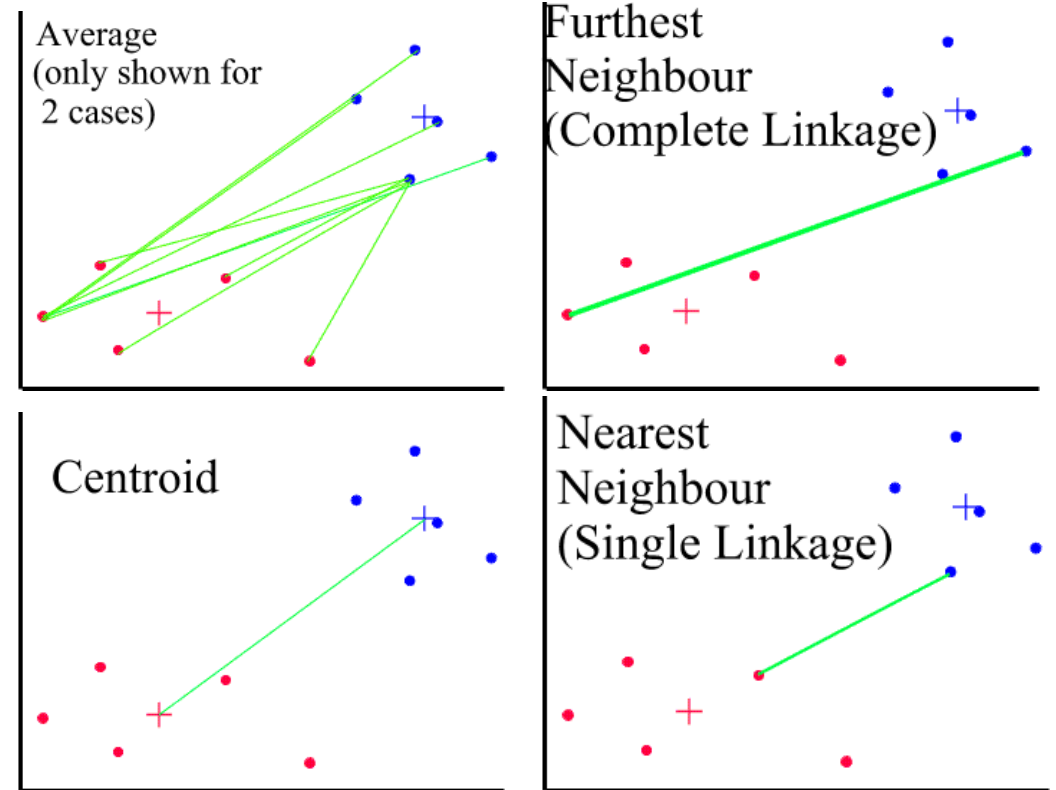 Average
(only shown for
2 cases)
Furthest
Neighbour
(Complete Linkage)
Centroid
Nearest
Neighbour
(Single Linkage)